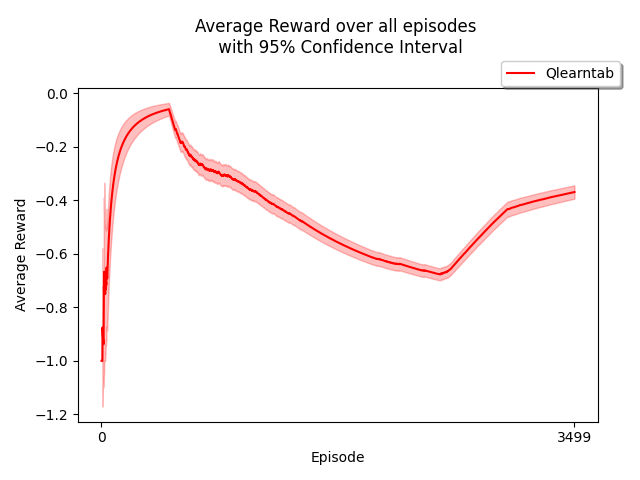 Average Reward over all episodes
with 95% Confidence Interval
Qlearntab
0.0
−0.2
−0.4
−0.6
−0.8
−1.0
−1.2
Average Reward
0
3499
Episode